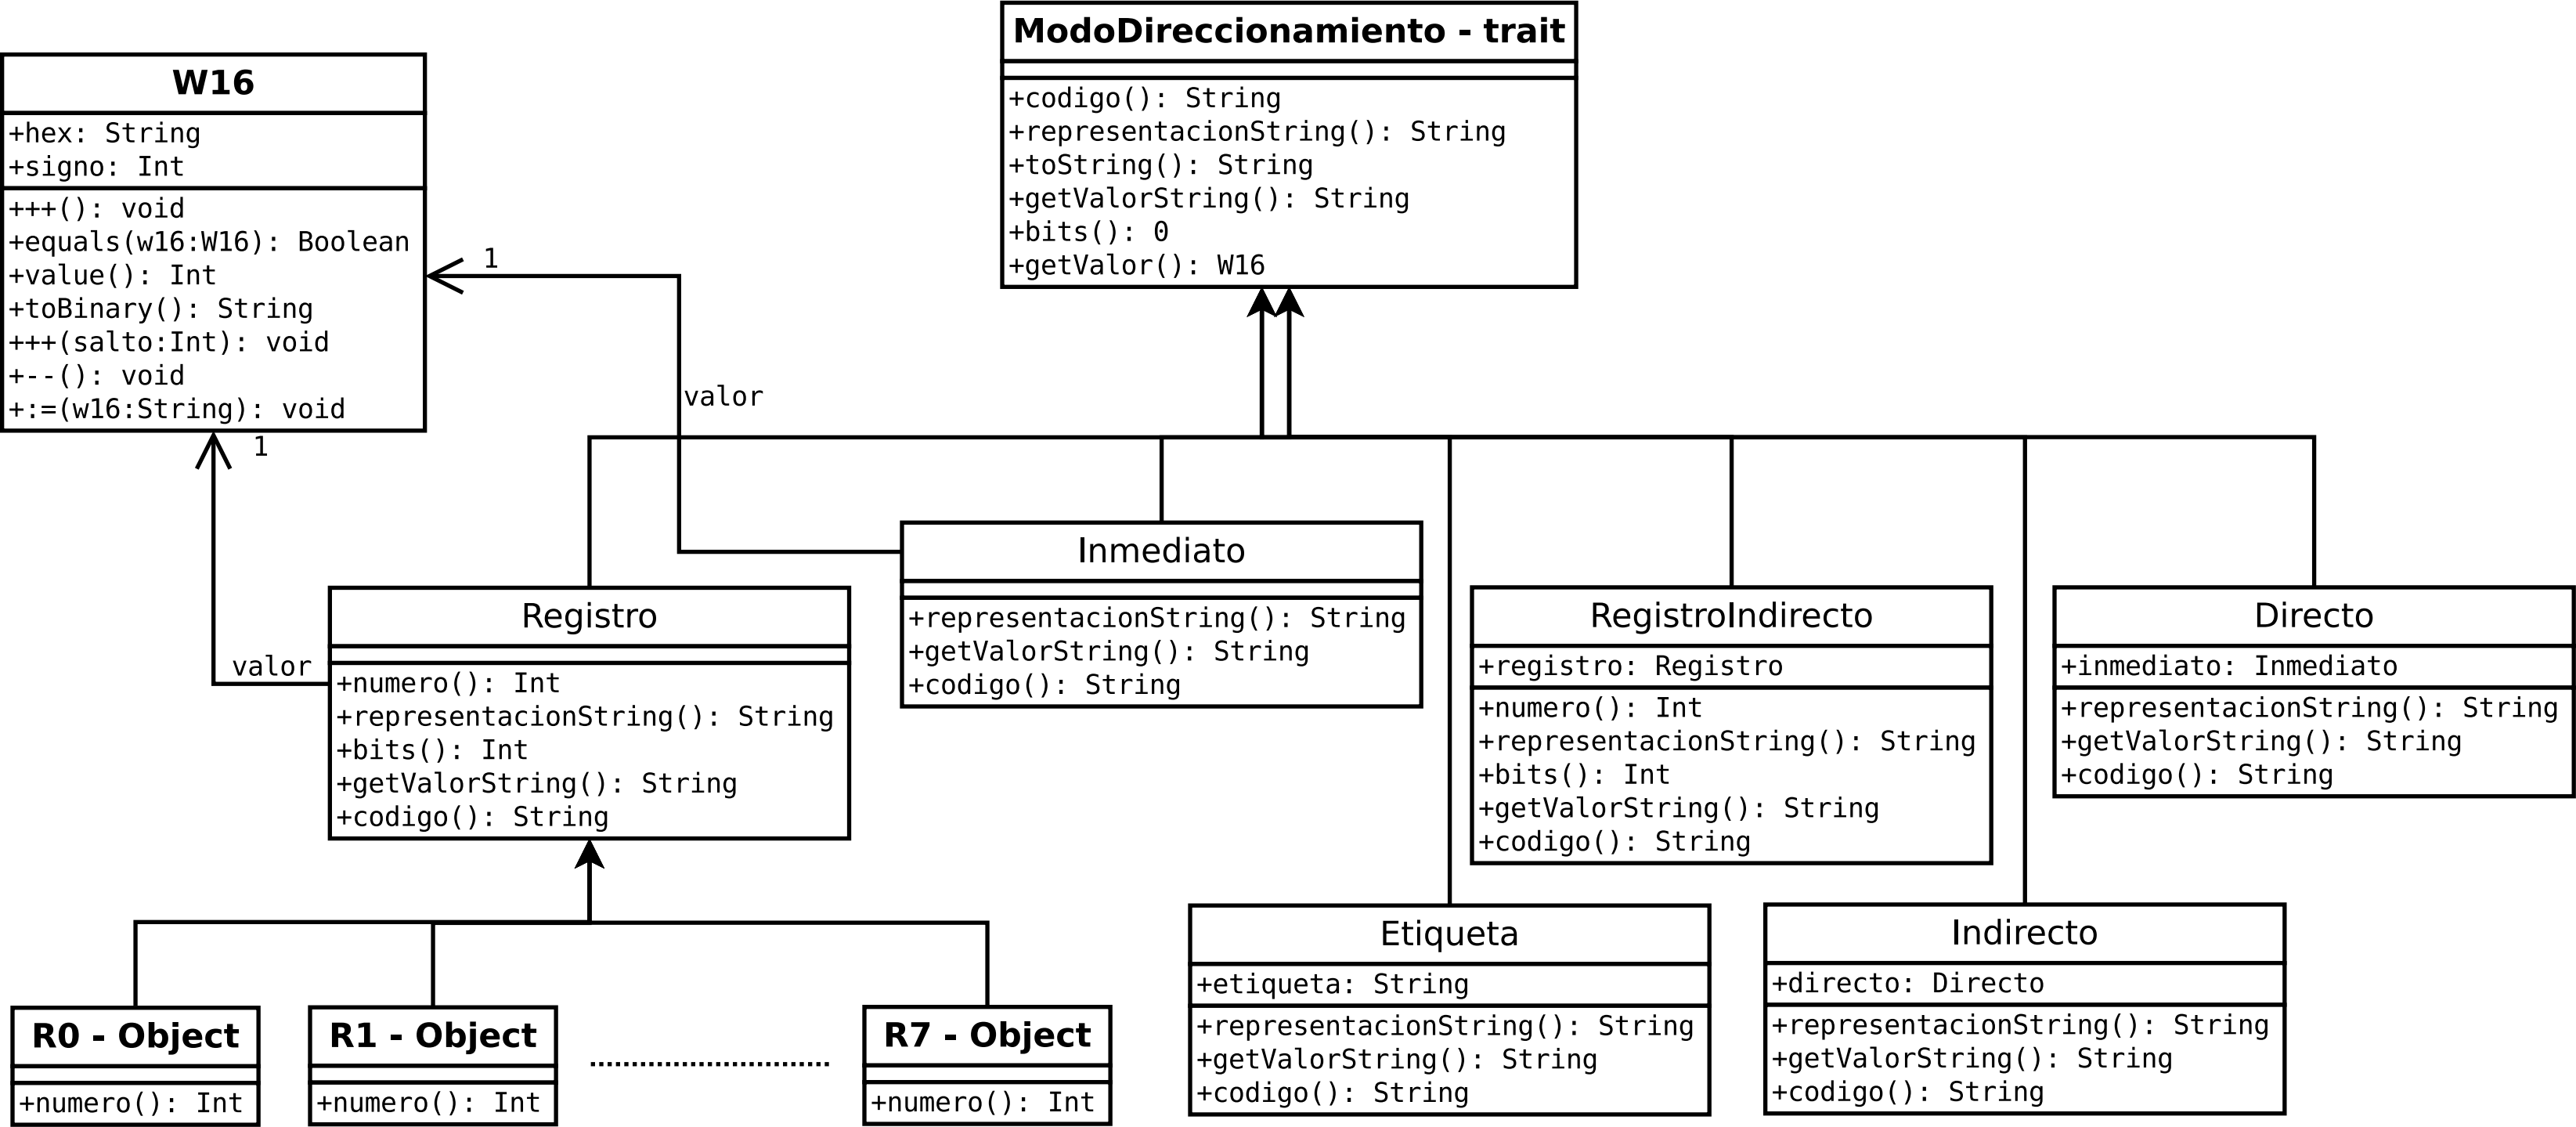 ModoDireccionamiento - trait
+codigo(): String
+representacionString(): String
+toString(): String
+getValorString(): String
+bits(): 0
+getValor(): W16
W16
+hex: String
+signo: Int
+++(): void
+equals(w16:W16): Boolean
+value(): Int
+toBinary(): String
+++(salto:Int): void
+--(): void
+:=(w16:String): void
1
valor
1
valor
Inmediato
+representacionString(): String
+getValorString(): String
+codigo(): String
Registro
+numero(): Int
+representacionString(): String
+bits(): Int
+getValorString(): String
+codigo(): String
RegistroIndirecto
+registro: Registro
+numero(): Int
+representacionString(): String
+bits(): Int
+getValorString(): String
+codigo(): String
Directo
+inmediato: Inmediato
+representacionString(): String
+getValorString(): String
+codigo(): String
Etiqueta
+etiqueta: String
+representacionString(): String
+getValorString(): String
+codigo(): String
Indirecto
+directo: Directo
+representacionString(): String
+getValorString(): String
+codigo(): String
R0 - Object
+numero(): Int
R1 - Object
+numero(): Int
R7 - Object
+numero(): Int